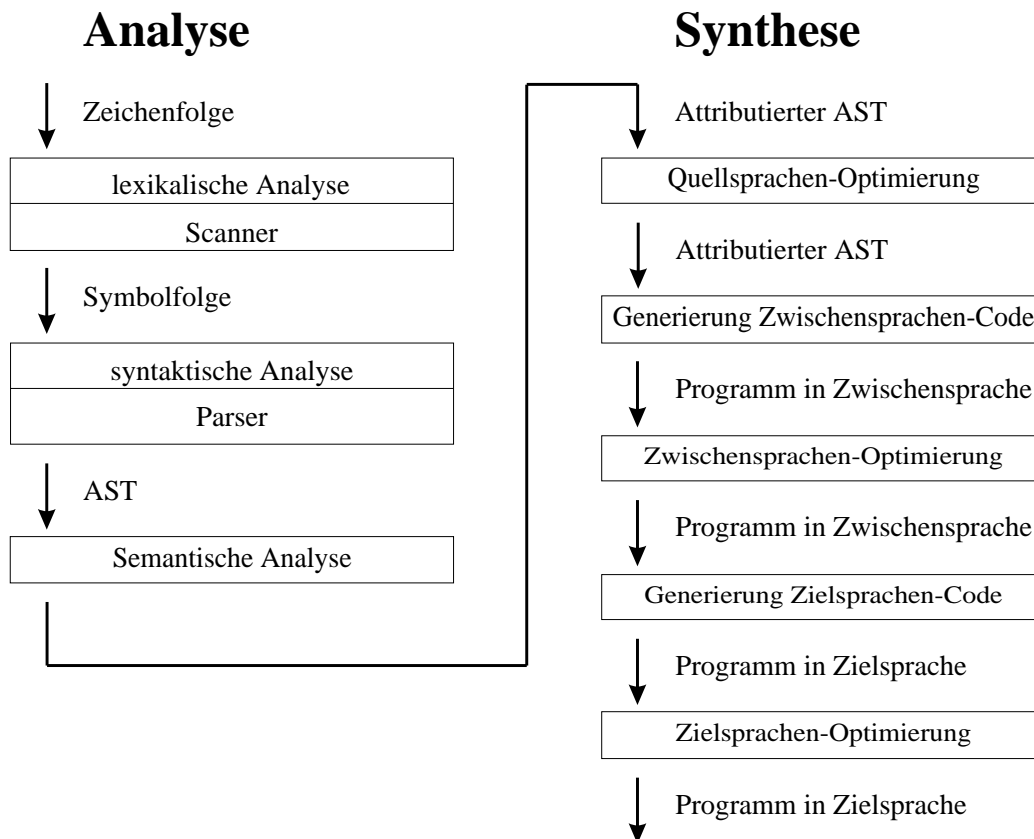 Analyse
Zeichenfolge
lexikalische Analyse
Scanner
Symbolfolge
syntaktische Analyse
Parser
AST
Semantische Analyse
Synthese
Attributierter AST
Quellsprachen-Optimierung
Attributierter AST
Generierung Zwischensprachen-Code
Programm in Zwischensprache
Zwischensprachen-Optimierung
Programm in Zwischensprache
Generierung Zielsprachen-Code
Programm in Zielsprache
Zielsprachen-Optimierung
Programm in Zielsprache